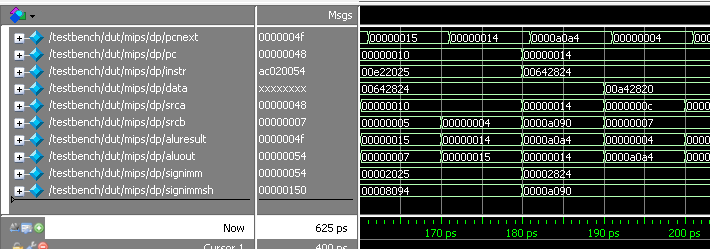 Msgs
/testbench/dut/mips/dp/pcnext 0000004f 00000015 00000014 0000a0a4 00000004
/testbench/dut/mips/dp/pc 00000048 00000010 00000014
/testbench/dut/mips/dp/instr ac020054 00e22025 00642824
/testbench/dut/mips/dp/data xxxxxxxx 00642824 00a42820
/testbench/dut/mips/dp/srca 00000048 00000010 00000014 0000000c
/testbench/dut/mips/dp/srcb 00000007 00000005 00000004 0000a090 00000007
/testbench/dut/mips/dp/aluresult 0000004f 00000015 00000014 0000a0a4 00000004
/testbench/dut/mips/dp/aluout 00000054 00000007 00000015 00000014 0000a0a4
/testbench/dut/mips/dp/signimm 00000054 00002025 00002824
/testbench/dut/mips/dp/signimmsh 00000150 00008094 0000a090
Now 625 ps
170 ps 180 ps 190 ps 200 ps
Cursor 1 400 ps